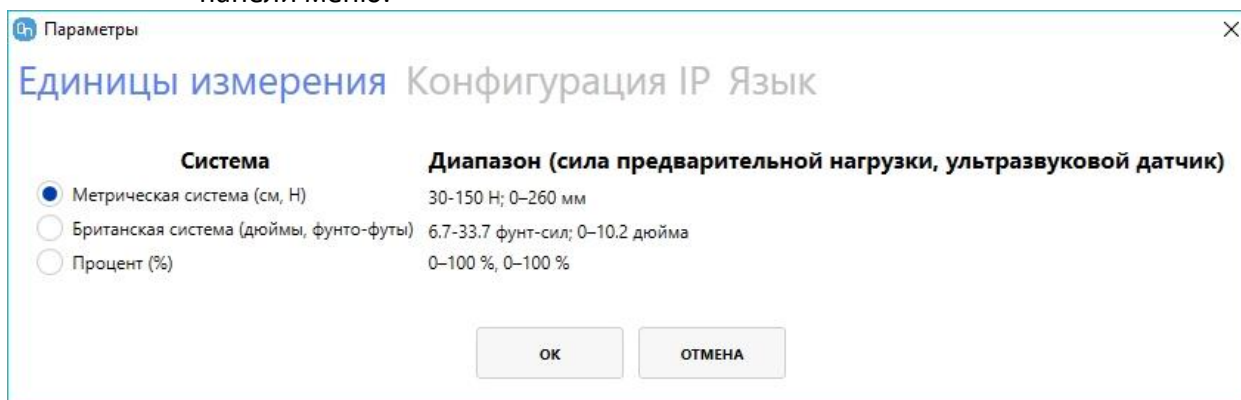 панели меню.
Параметры
Единицы измерения Конфигурация IP Язык
Система Диапазон (сила предварительной нагрузки, ультразвуковой датчик)
Метрическая система (см, Н) 30-150 Н; 0–260 мм
Британская система (дюймы, фунто-футы) 6.7-33.7 фунт-сил; 0–10.2 дюйма
Процент (%) 0–100 %, 0–100 %
ОК ОТМЕНА